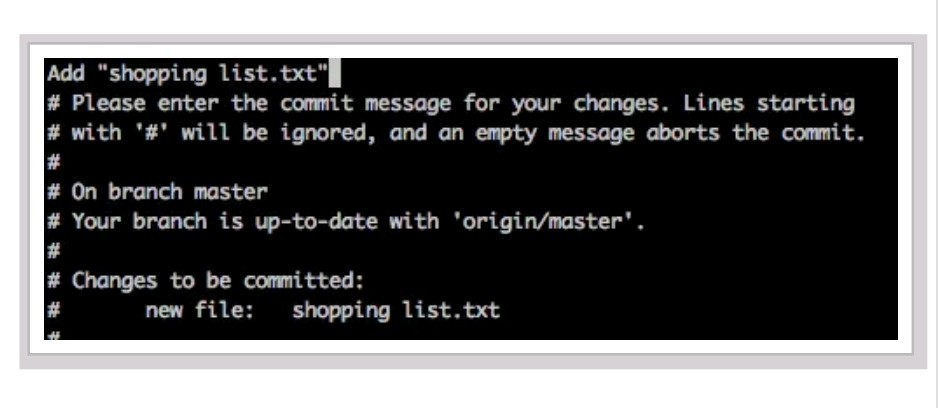 Add "shopping list.txt"
# Please enter the commit message for your changes. Lines starting
# with '#' will be ignored, and an empty message aborts the commit.
#
# On branch master
# Your branch is up-to-date with 'origin/master'.
#
# Changes to be committed:
#       new file:   shopping list.txt
#